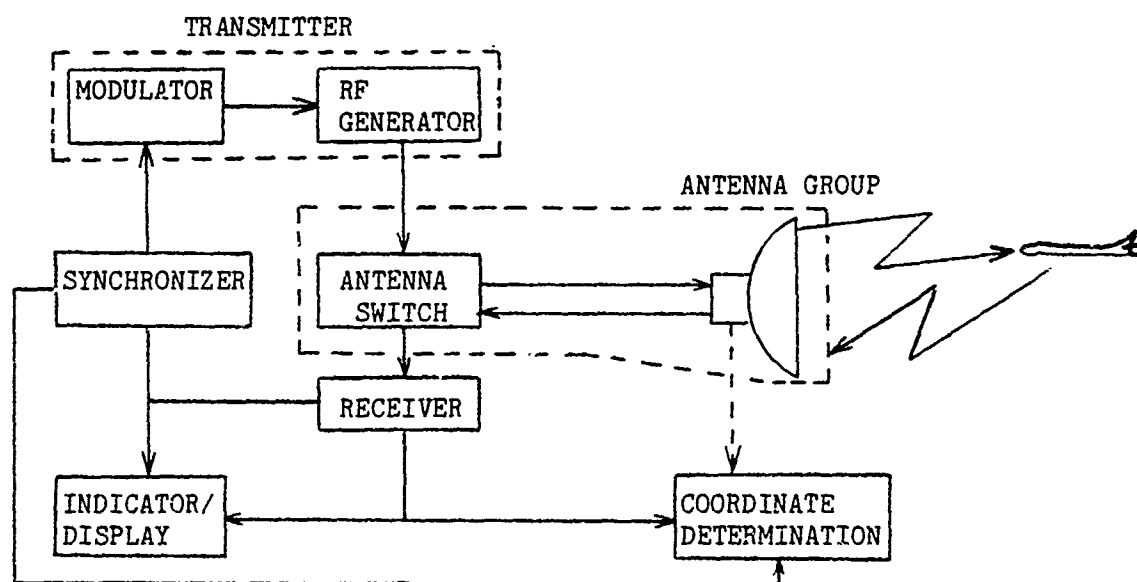 TRANSMITTER
MODULATOR
RF
GENERATOR
ANTENNA GROUP
SYNCHRONIZER
ANTENNA
SWITCH
RECEIVER
INDICATOR/
DISPLAY
COORDINATE
DETERMINATION